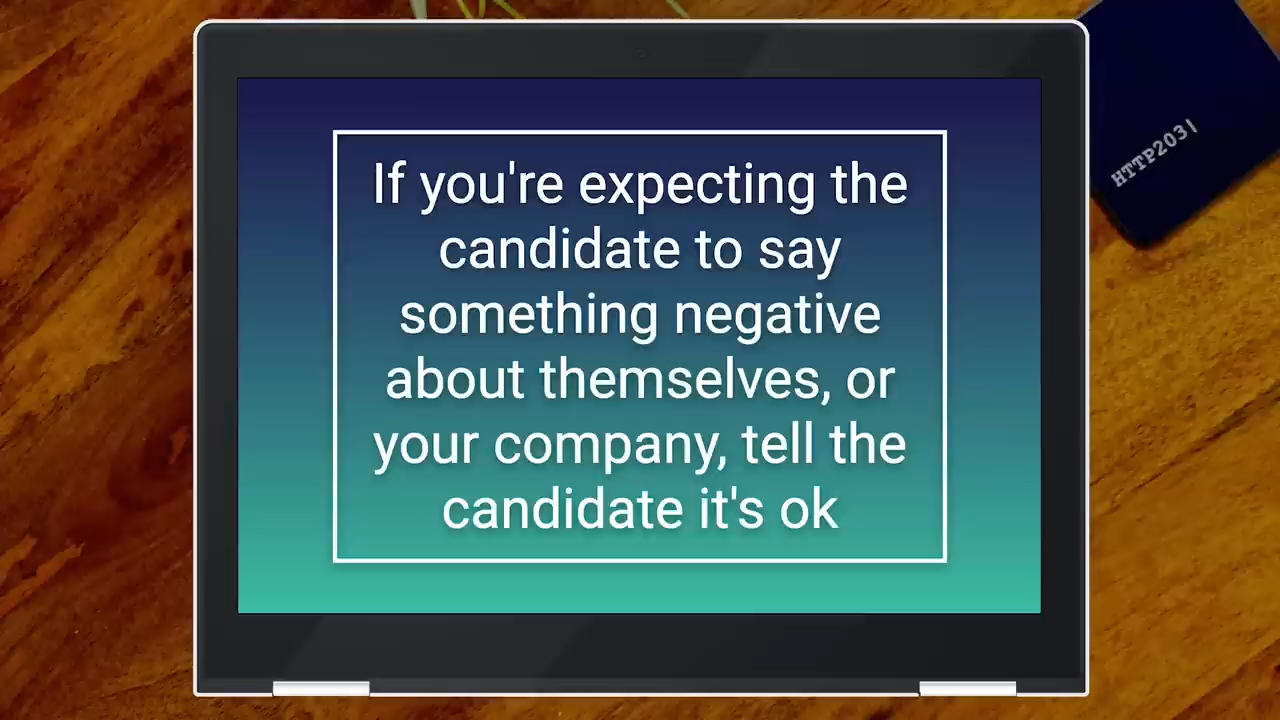 If you're expecting the
candidate to say
something negative
about themselves, or
your company, tell the
candidate it's ok
HTTP203|